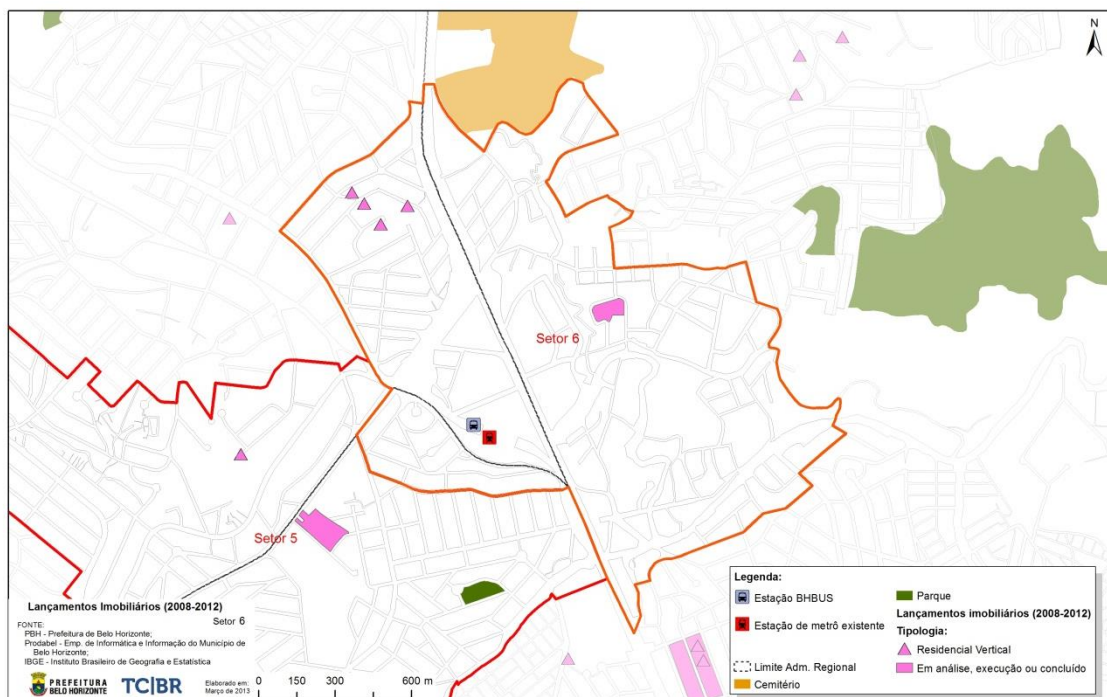 N
Setor 6
Setor 5
Lançamentos Imobiliários (2008-2012)
Setor 6
FONTE:
PBH - Prefeitura de Belo Horizonte;
Prodabel - Emp. de Informática e Informação do Município de
Belo Horizonte;
IBGE - Instituto Brasileiro de Geografia e Estatística
PREFEITURA
BELO HORIZONTE
TC|BR
Elaborado em:
Março de 2013
0 150 300 600 m
Legenda:
Estação BHBUS
Estação de metrô existente
Limite Adm. Regional
Cemitério
Parque
Lançamentos imobiliários (2008-2012)
Tipologia:
Residencial Vertical
Em análise, execução ou concluído